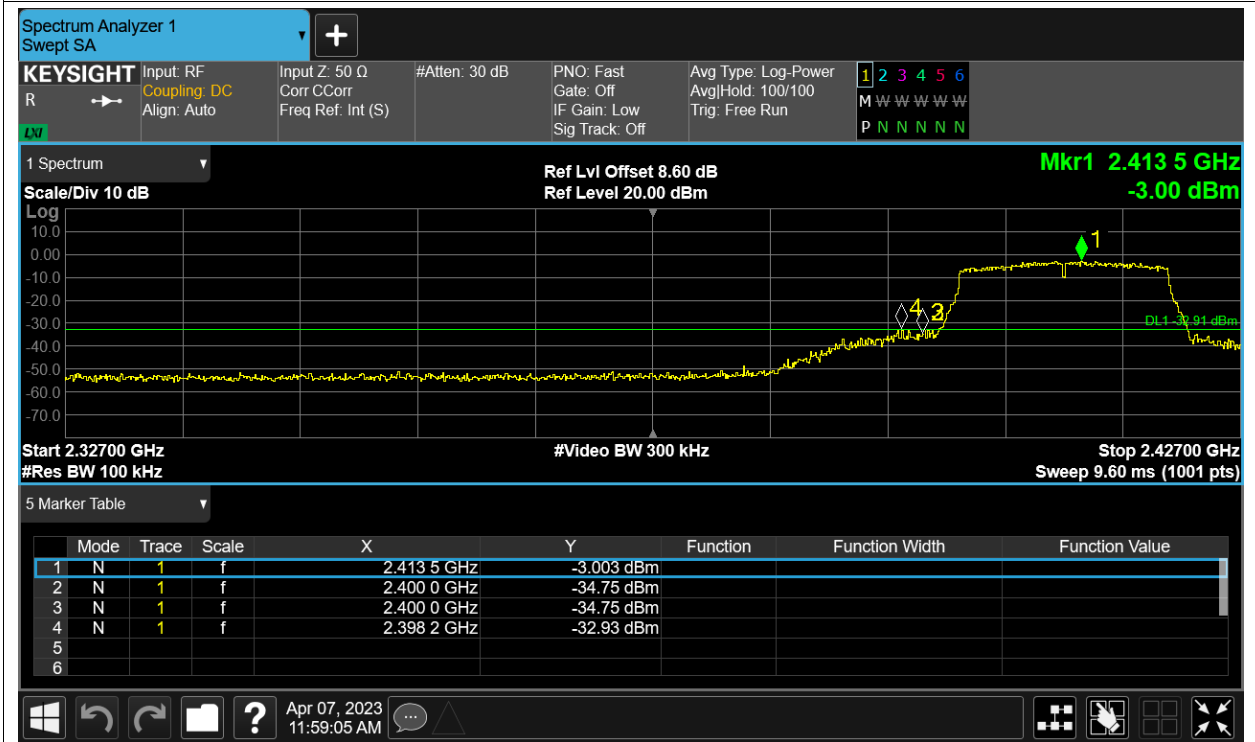 Spectrum Analyzer 1
Swept SA
+
KEYSIGHT
R
LXI
Input: RF
Coupling: DC
Align: Auto
Input Z: 50 Ω
Corr CCorr
Freq Ref: Int (S)
#Atten: 30 dB
PNO: Fast
Gate: Off
IF Gain: Low
Sig Track: Off
Avg Type: Log-Power
Avg|Hold: 100/100
Trig: Free Run
1 2 3 4 5 6
M W W W W W
P N N N N N
1 Spectrum
Scale/Div 10 dB
Ref Lvl Offset 8.60 dB
Ref Level 20.00 dBm
Mkr1 2.413 5 GHz
-3.00 dBm
Log
10.0
0.00
-10.0
-20.0
-30.0
-40.0
-50.0
-60.0
-70.0
1
4
DL1 -32.91 dBm
Start 2.32700 GHz
#Video BW 300 kHz
Stop 2.42700 GHz
#Res BW 100 kHz
Sweep 9.60 ms (1001 pts)
5 Marker Table
Mode Trace Scale X Y Function Function Width Function Value
1 N 1 f 2.413 5 GHz -3.003 dBm
2 N 1 f 2.400 0 GHz -34.75 dBm
3 N 1 f 2.400 0 GHz -34.75 dBm
4 N 1 f 2.398 2 GHz -32.93 dBm
5
6
?
Apr 07, 2023
11:59:05 AM